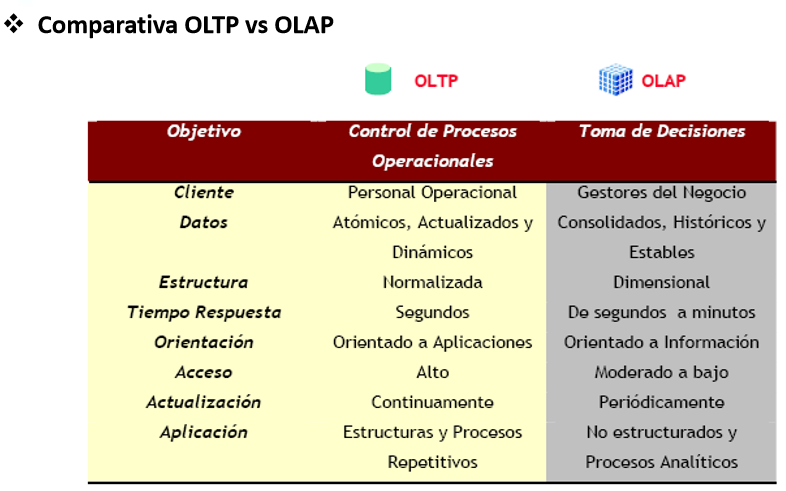 ❖ Comparativa OLTP vs OLAP
OLTP OLAP
Objetivo Control de Procesos Toma de Decisiones
Operacionales
Cliente Personal Operacional Gestores del Negocio
Datos Atómicos, Actualizados y Consolidados, Históricos y
Dinámicos Estables
Estructura Normalizada Dimensional
Tiempo Respuesta Segundos De segundos a minutos
Orientación Orientado a Aplicaciones Orientado a Información
Acceso Alto Moderado a bajo
Actualización Continuamente Periódicamente
Aplicación Estructuras y Procesos No estructurados y
Repetitivos Procesos Analíticos